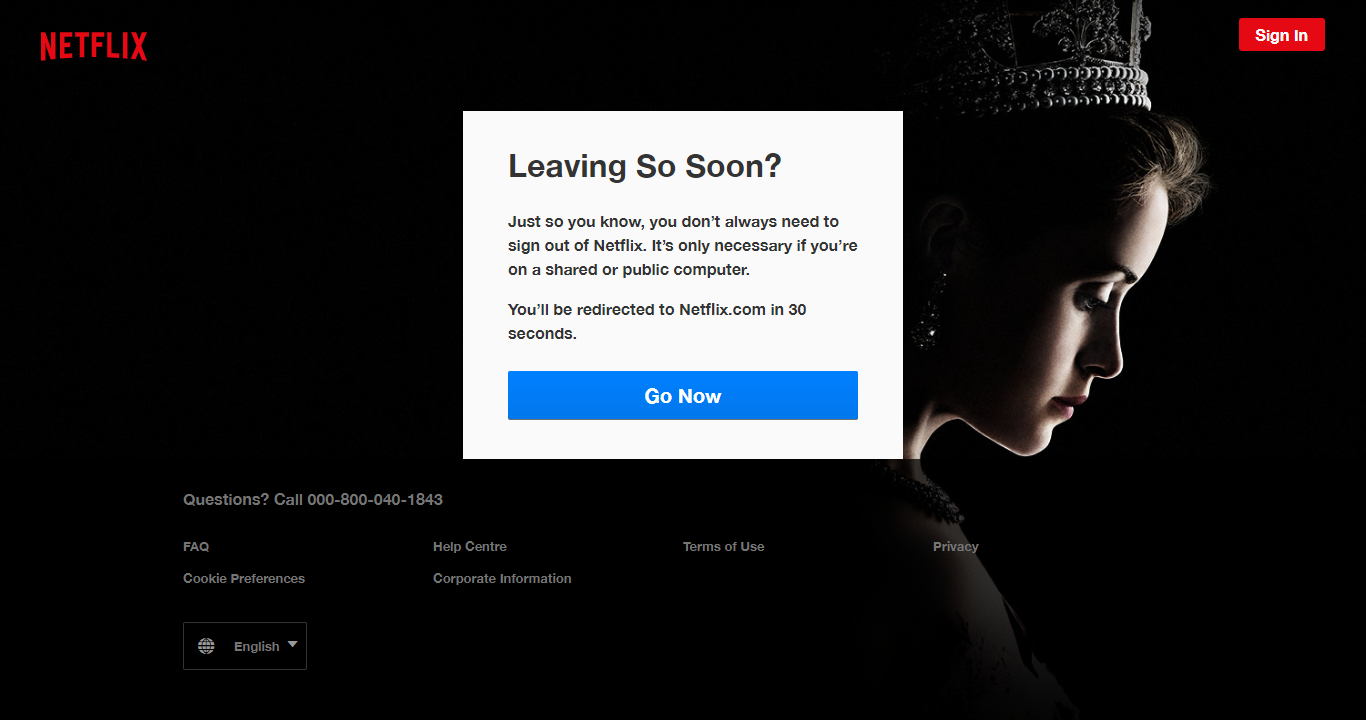 NETFLIX
Sign In
Leaving So Soon?
Just so you know, you don’t always need to
sign out of Netflix. It’s only necessary if you’re
on a shared or public computer.
You’ll be redirected to Netflix.com in 30
seconds.
Go Now
Questions? Call 000-800-040-1843
FAQ
Help Centre
Terms of Use
Privacy
Cookie Preferences
Corporate Information
English